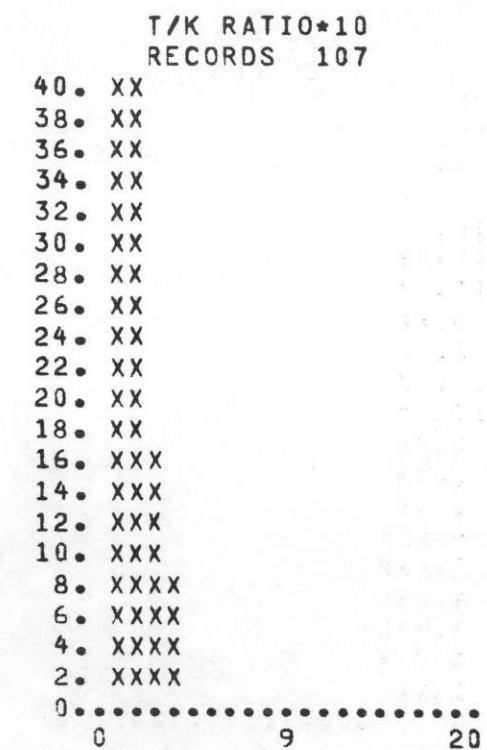 T/K RATIO*10
RECORDS 107
40. XX
38. XX
36. XX
34. XX
32. XX
30. XX
28. XX
26. XX
24. XX
22. XX
20. XX
18. XX
16. XXX
14. XXX
12. XXX
10. XXX
8. XXXX
6. XXXX
4. XXXX
2. XXXX
0......................
0 9 20